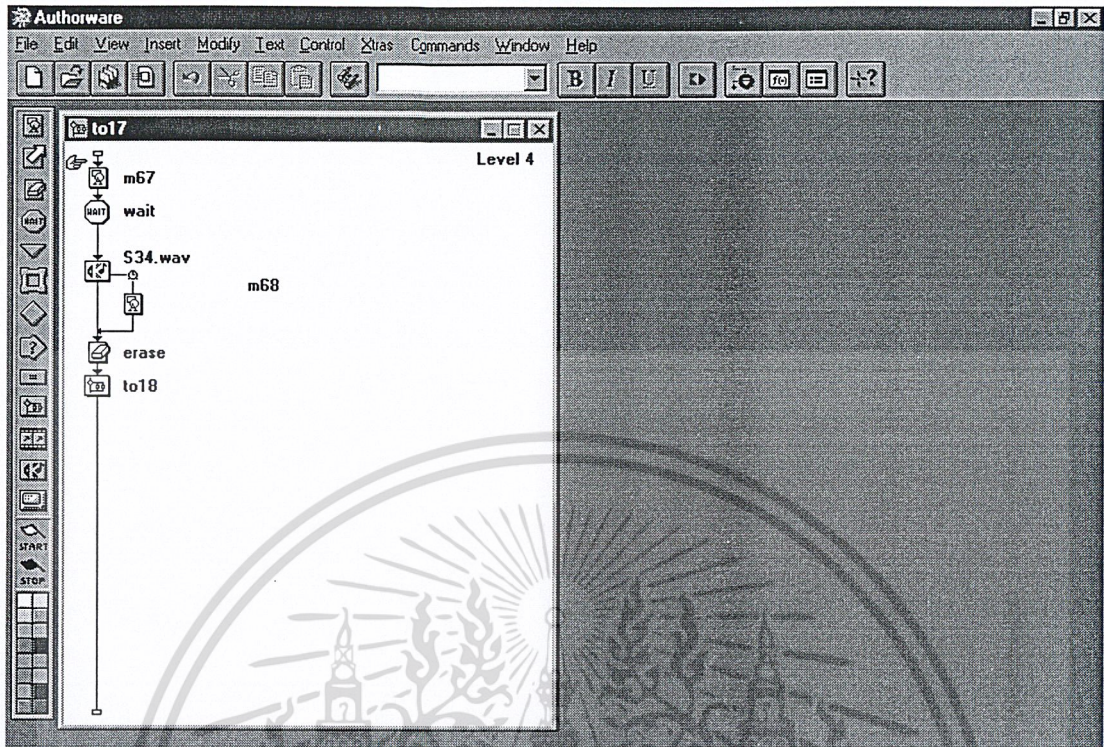 Authorware
File Edit View Insert Modify Text Control Xtras Commands Window Help
B I U
to17
Level 4
m67
WAIT wait
S34.wav
m68
erase
to18
WAIT
START
STOP